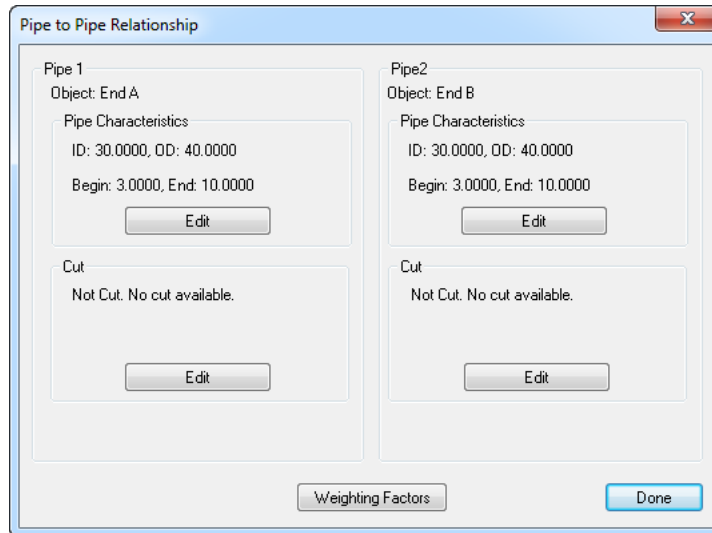 Pipe to Pipe Relationship
Pipe 1
Object: End A
Pipe Characteristics
ID: 30.0000, OD: 40.0000
Begin: 3.0000, End: 10.0000
Edit
Cut
Not Cut. No cut available.
Edit
Pipe2
Object: End B
Pipe Characteristics
ID: 30.0000, OD: 40.0000
Begin: 3.0000, End: 10.0000
Edit
Cut
Not Cut. No cut available.
Edit
Weighting Factors
Done